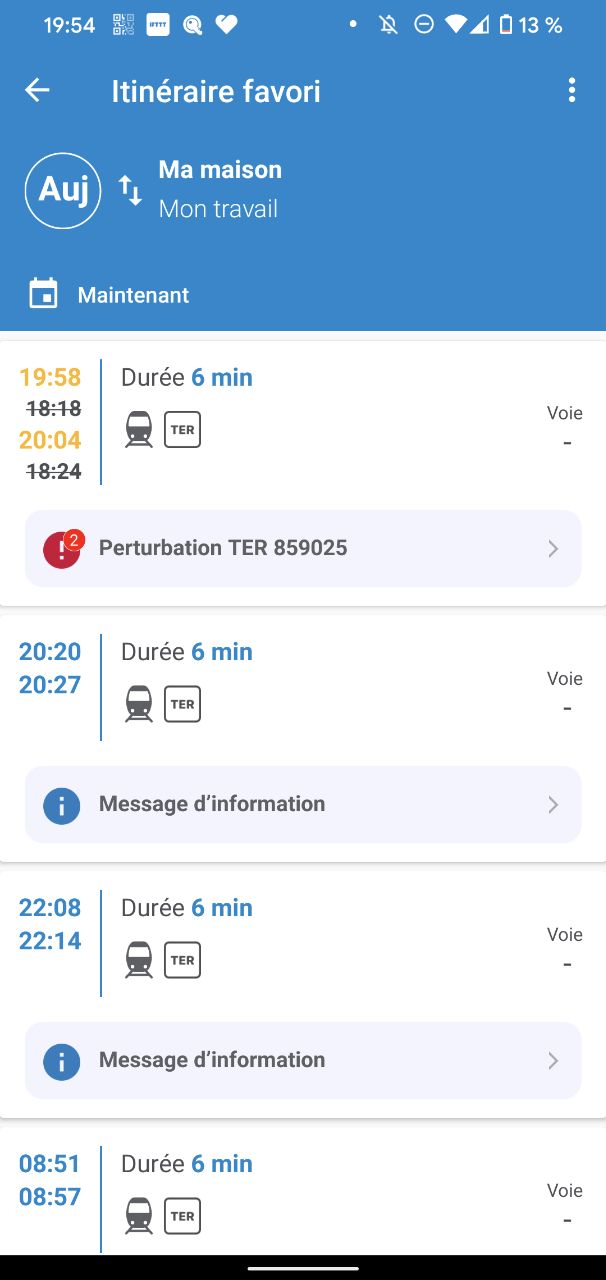 19:54 IFTTT 13 %
Itinéraire favori
Auj
Ma maison
Mon travail
Maintenant
19:58
18:18
20:04
18:24
Durée 6 min
TER
Voie
-
2
Perturbation TER 859025
20:20
20:27
Durée 6 min
TER
Voie
-
Message d’information
22:08
22:14
Durée 6 min
TER
Voie
-
Message d’information
08:51
08:57
Durée 6 min
TER
Voie
-